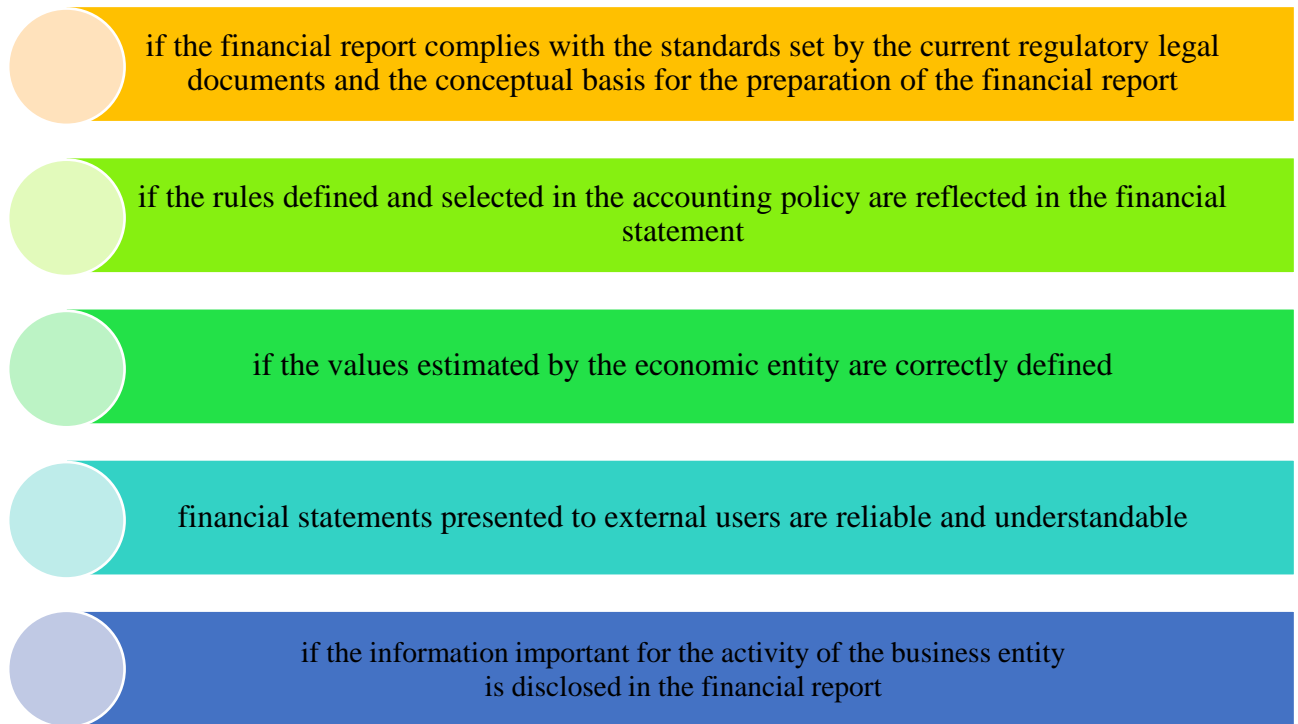 if the financial report complies with the standards set by the current regulatory legal
documents and the conceptual basis for the preparation of the financial report
if the rules defined and selected in the accounting policy are reflected in the financial
statement
if the values estimated by the economic entity are correctly defined
financial statements presented to external users are reliable and understandable
if the information important for the activity of the business entity
is disclosed in the financial report